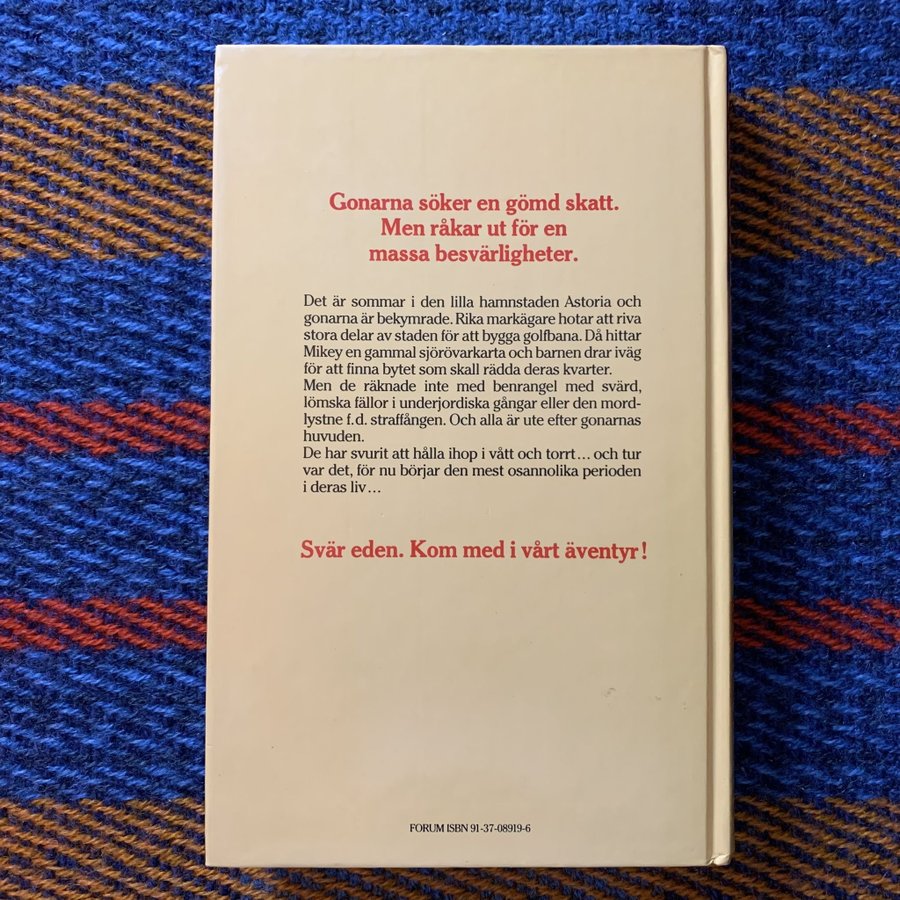 Gonarna söker en gömd skatt.
Men råkar ut för en
massa besvärligheter.
Det är sommar i den lilla hamnstaden Astoria och
gonarna är bekymrade. Rika markägare hotar att riva
stora delar av staden för att bygga golfbana. Då hittar
Mikey en gammal sjörövarkarta och barnen drar iväg
för att finna bytet som skall rädda deras kvarter.
Men de räknade inte med benrangel med svärd,
lömska fällor i underjordiska gångar eller den mord-
lystne f.d. straffången. Och alla är ute efter gonarnas
huvuden.
De har svurit att hålla ihop i vått och torrt... och tur
var det, för nu börjar den mest osannolika perioden
i deras liv...
Svär eden. Kom med i vårt äventyr!
FORUM ISBN 91-37-08919-6